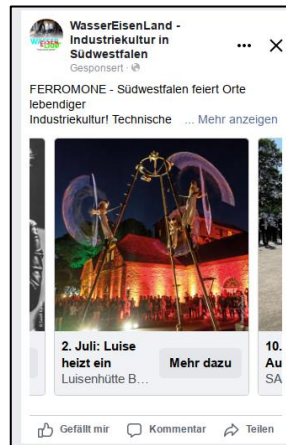 WasserEisenLand -
Industriekultur in
Südwestfalen
Gesponsert ·
FERROMONE - Südwestfalen feiert Orte
lebendiger
Industriekultur! Technische ... Mehr anzeigen
2. Juli: Luise
heizt ein
Luisenhütte B...
Mehr dazu
10.
Au
SA
Gefällt mir
Kommentar
Teilen